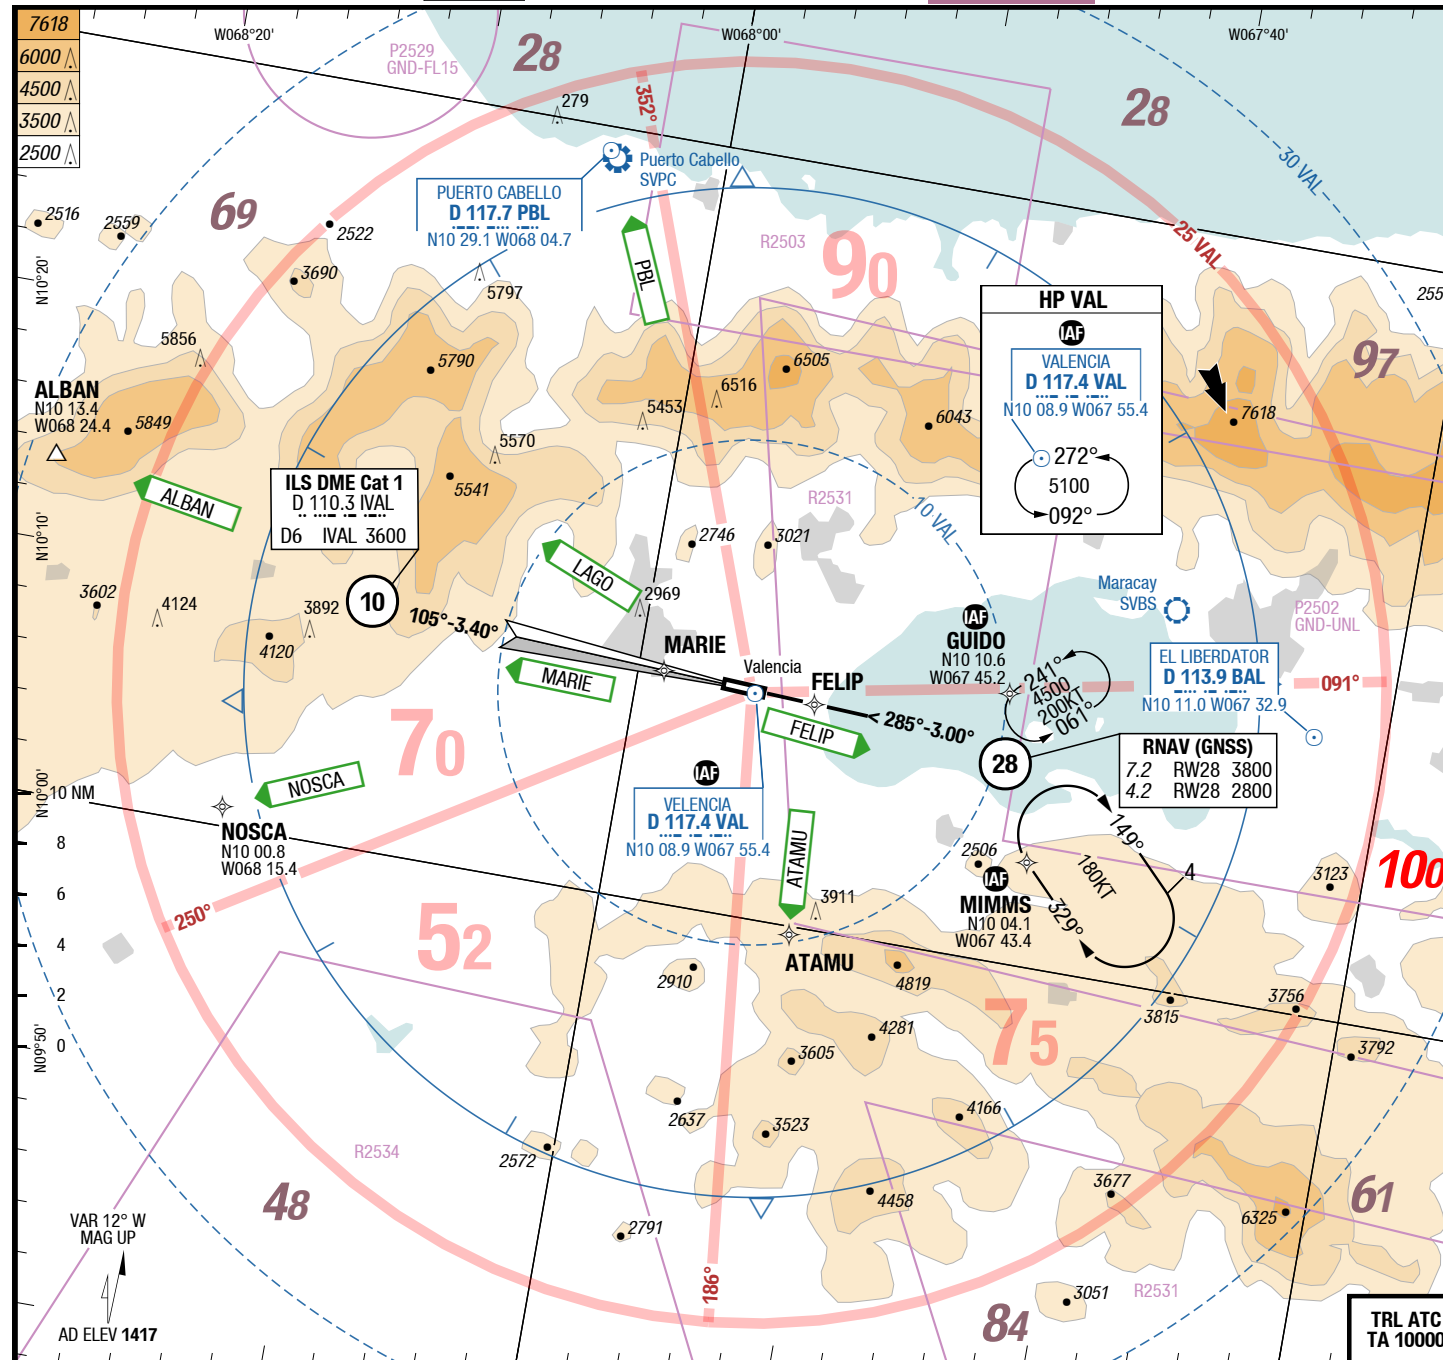 7618
6000
4500
3500
2500
W068°20'
W068°00'
W067°40'
P2529
GND-FL15
28
28
279
352°
30 VAL
Puerto Cabello
SVPC
PUERTO CABELLO
D 117.7 PBL
N10 29.1 W068 04.7
69
2516
2559
2522
R2503
25 VAL
90
PBL
N10°20'
3690
5797
255
HP VAL
IAF
VALENCIA
D 117.4 VAL
N10 08.9 W067 55.4
272°
5100
092°
97
5856
5790
6505
6516
5453
6043
7618
ALBAN
N10 13.4
W068 24.4
5849
5570
5541
ALBAN
ILS DME Cat 1
D 110.3 IVAL
D6 IVAL 3600
R2531
10 VAL
N10°10'
2746
3021
LAGO
Maracay
SVBS
3602
4124
3892
10
105°-3.40°
2969
P2502
GND-UNL
4120
MARIE
IAF
GUIDO
N10 10.6
W067 45.2
241°
4500
200KT
061°
EL LIBERDATOR
D 113.9 BAL
N10 11.0 W067 32.9
Valencia
MARIE
FELIP
091°
FELIP
285°-3.00°
70
28
RNAV (GNSS)
7.2 RW28 3800
4.2 RW28 2800
NOSCA
IAF
VELENCIA
D 117.4 VAL
N10 08.9 W067 55.4
N10°00'
10 NM
8
6
4
2
0
NOSCA
N10 00.8
W068 15.4
ATAMU
149°
180KT
4
329°
2506
IAF
MIMMS
N10 04.1
W067 43.4
100
3123
250°
3911
52
ATAMU
2910
4819
75
3815
3756
N09°50'
4281
3605
3792
2637
3523
4166
R2534
2572
48
4458
3677
61
6325
VAR 12° W
MAG UP
2791
186°
3051
R2531
84
AD ELEV 1417
TRL ATC
TA 10000